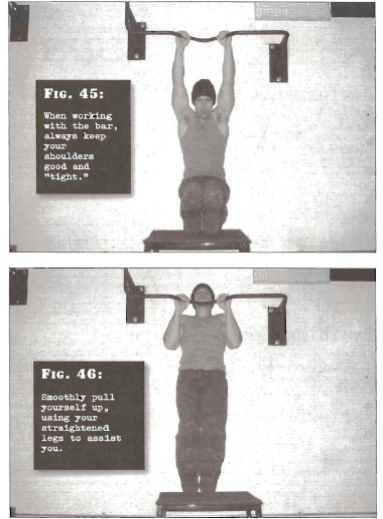 FIG. 45:
When working
with the bar,
always keep
your
shoulders
good and
"tight."
FIG. 46:
Smoothly pull
yourself up,
using your
straightened
legs to assist
you.